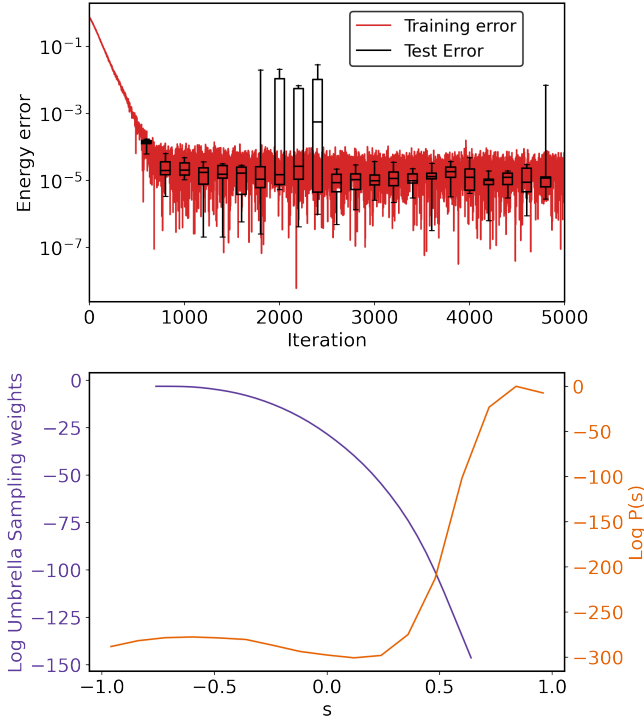 Training error
Test Error
10⁻¹
10⁻³
10⁻⁵
10⁻⁷
Energy error
0 1000 2000 3000 4000 5000
Iteration
0
−25
−50
−75
−100
−125
−150
Log Umbrella Sampling weights
0
−50
−100
−150
−200
−250
−300
Log P(s)
−1.0 −0.5 0.0 0.5 1.0
s